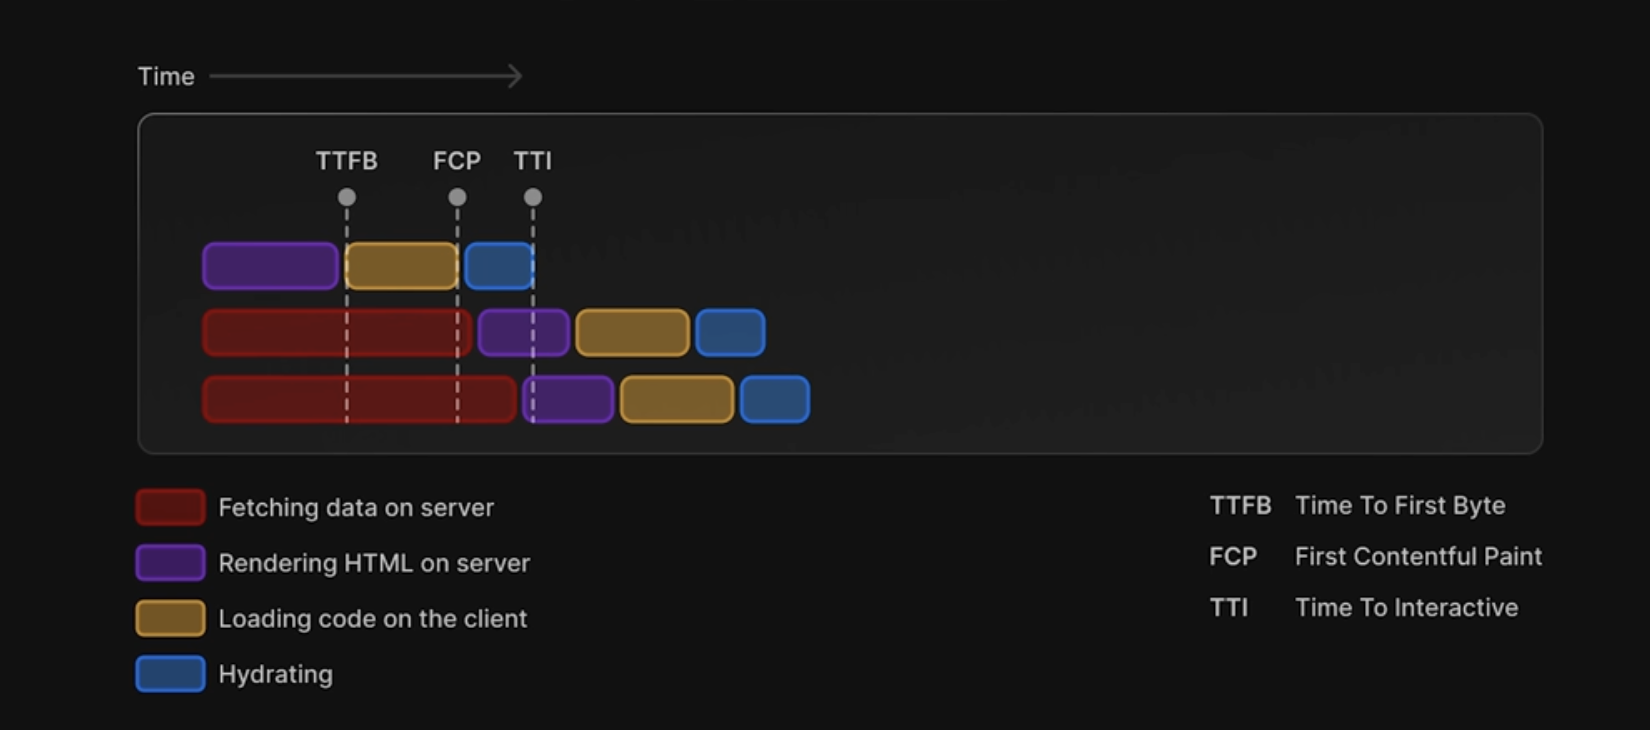 Time
TTFB FCP TTI
Fetching data on server
Rendering HTML on server
Loading code on the client
Hydrating
TTFB Time To First Byte
FCP First Contentful Paint
TTI Time To Interactive